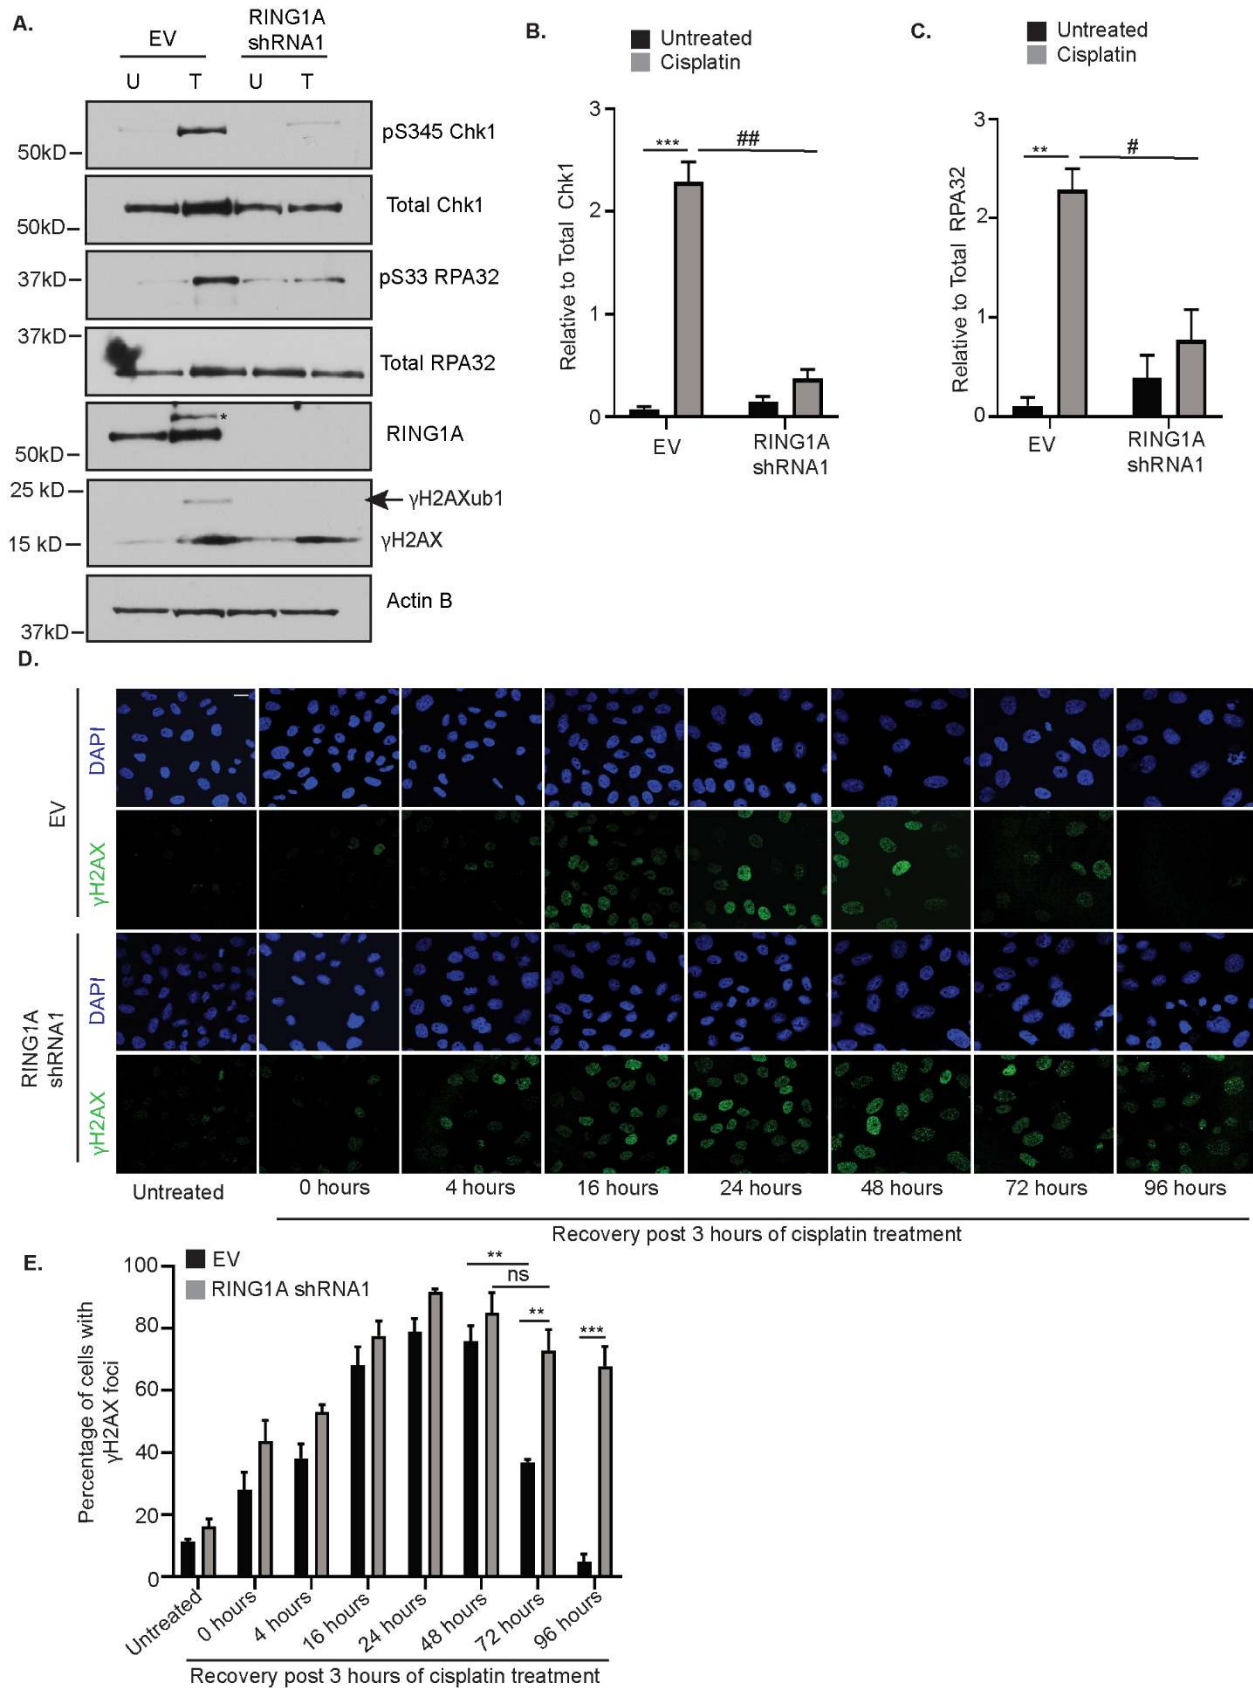 A.
EV
RING1A
shRNA1
U T U T
pS345 Chk1
50kD
Total Chk1
50kD
pS33 RPA32
37kD
37kD
Total RPA32
*
RING1A
50kD
25 kD
γH2AXub1
15 kD
γH2AX
Actin B
37kD
B.
Untreated
Cisplatin
3
2
1
0
Relative to Total Chk1
***
##
EV
RING1A
shRNA1
C.
Untreated
Cisplatin
3
2
1
0
Relative to Total RPA32
**
#
EV
RING1A
shRNA1
D.
EV
DAPI
γH2AX
RING1A
shRNA1
DAPI
γH2AX
Untreated 0 hours 4 hours 16 hours 24 hours 48 hours 72 hours 96 hours
Recovery post 3 hours of cisplatin treatment
E.
EV
RING1A shRNA1
100
80
60
40
20
0
Percentage of cells with
γH2AX foci
**
ns
**
***
Untreated 0 hours 4 hours 16 hours 24 hours 48 hours 72 hours 96 hours
Recovery post 3 hours of cisplatin treatment